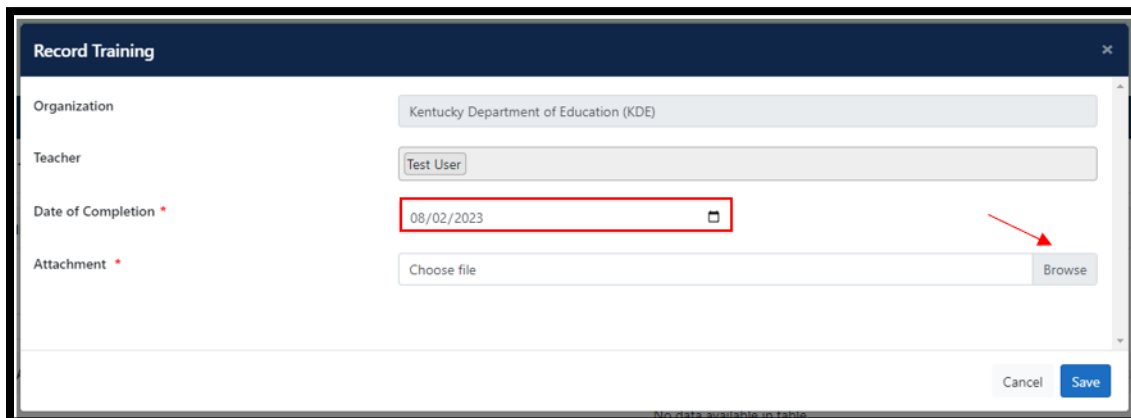 Record Training ×
Organization Kentucky Department of Education (KDE)
Teacher Test User
Date of Completion * 08/02/2023
Attachment * Choose file Browse
Cancel Save
No data available in table